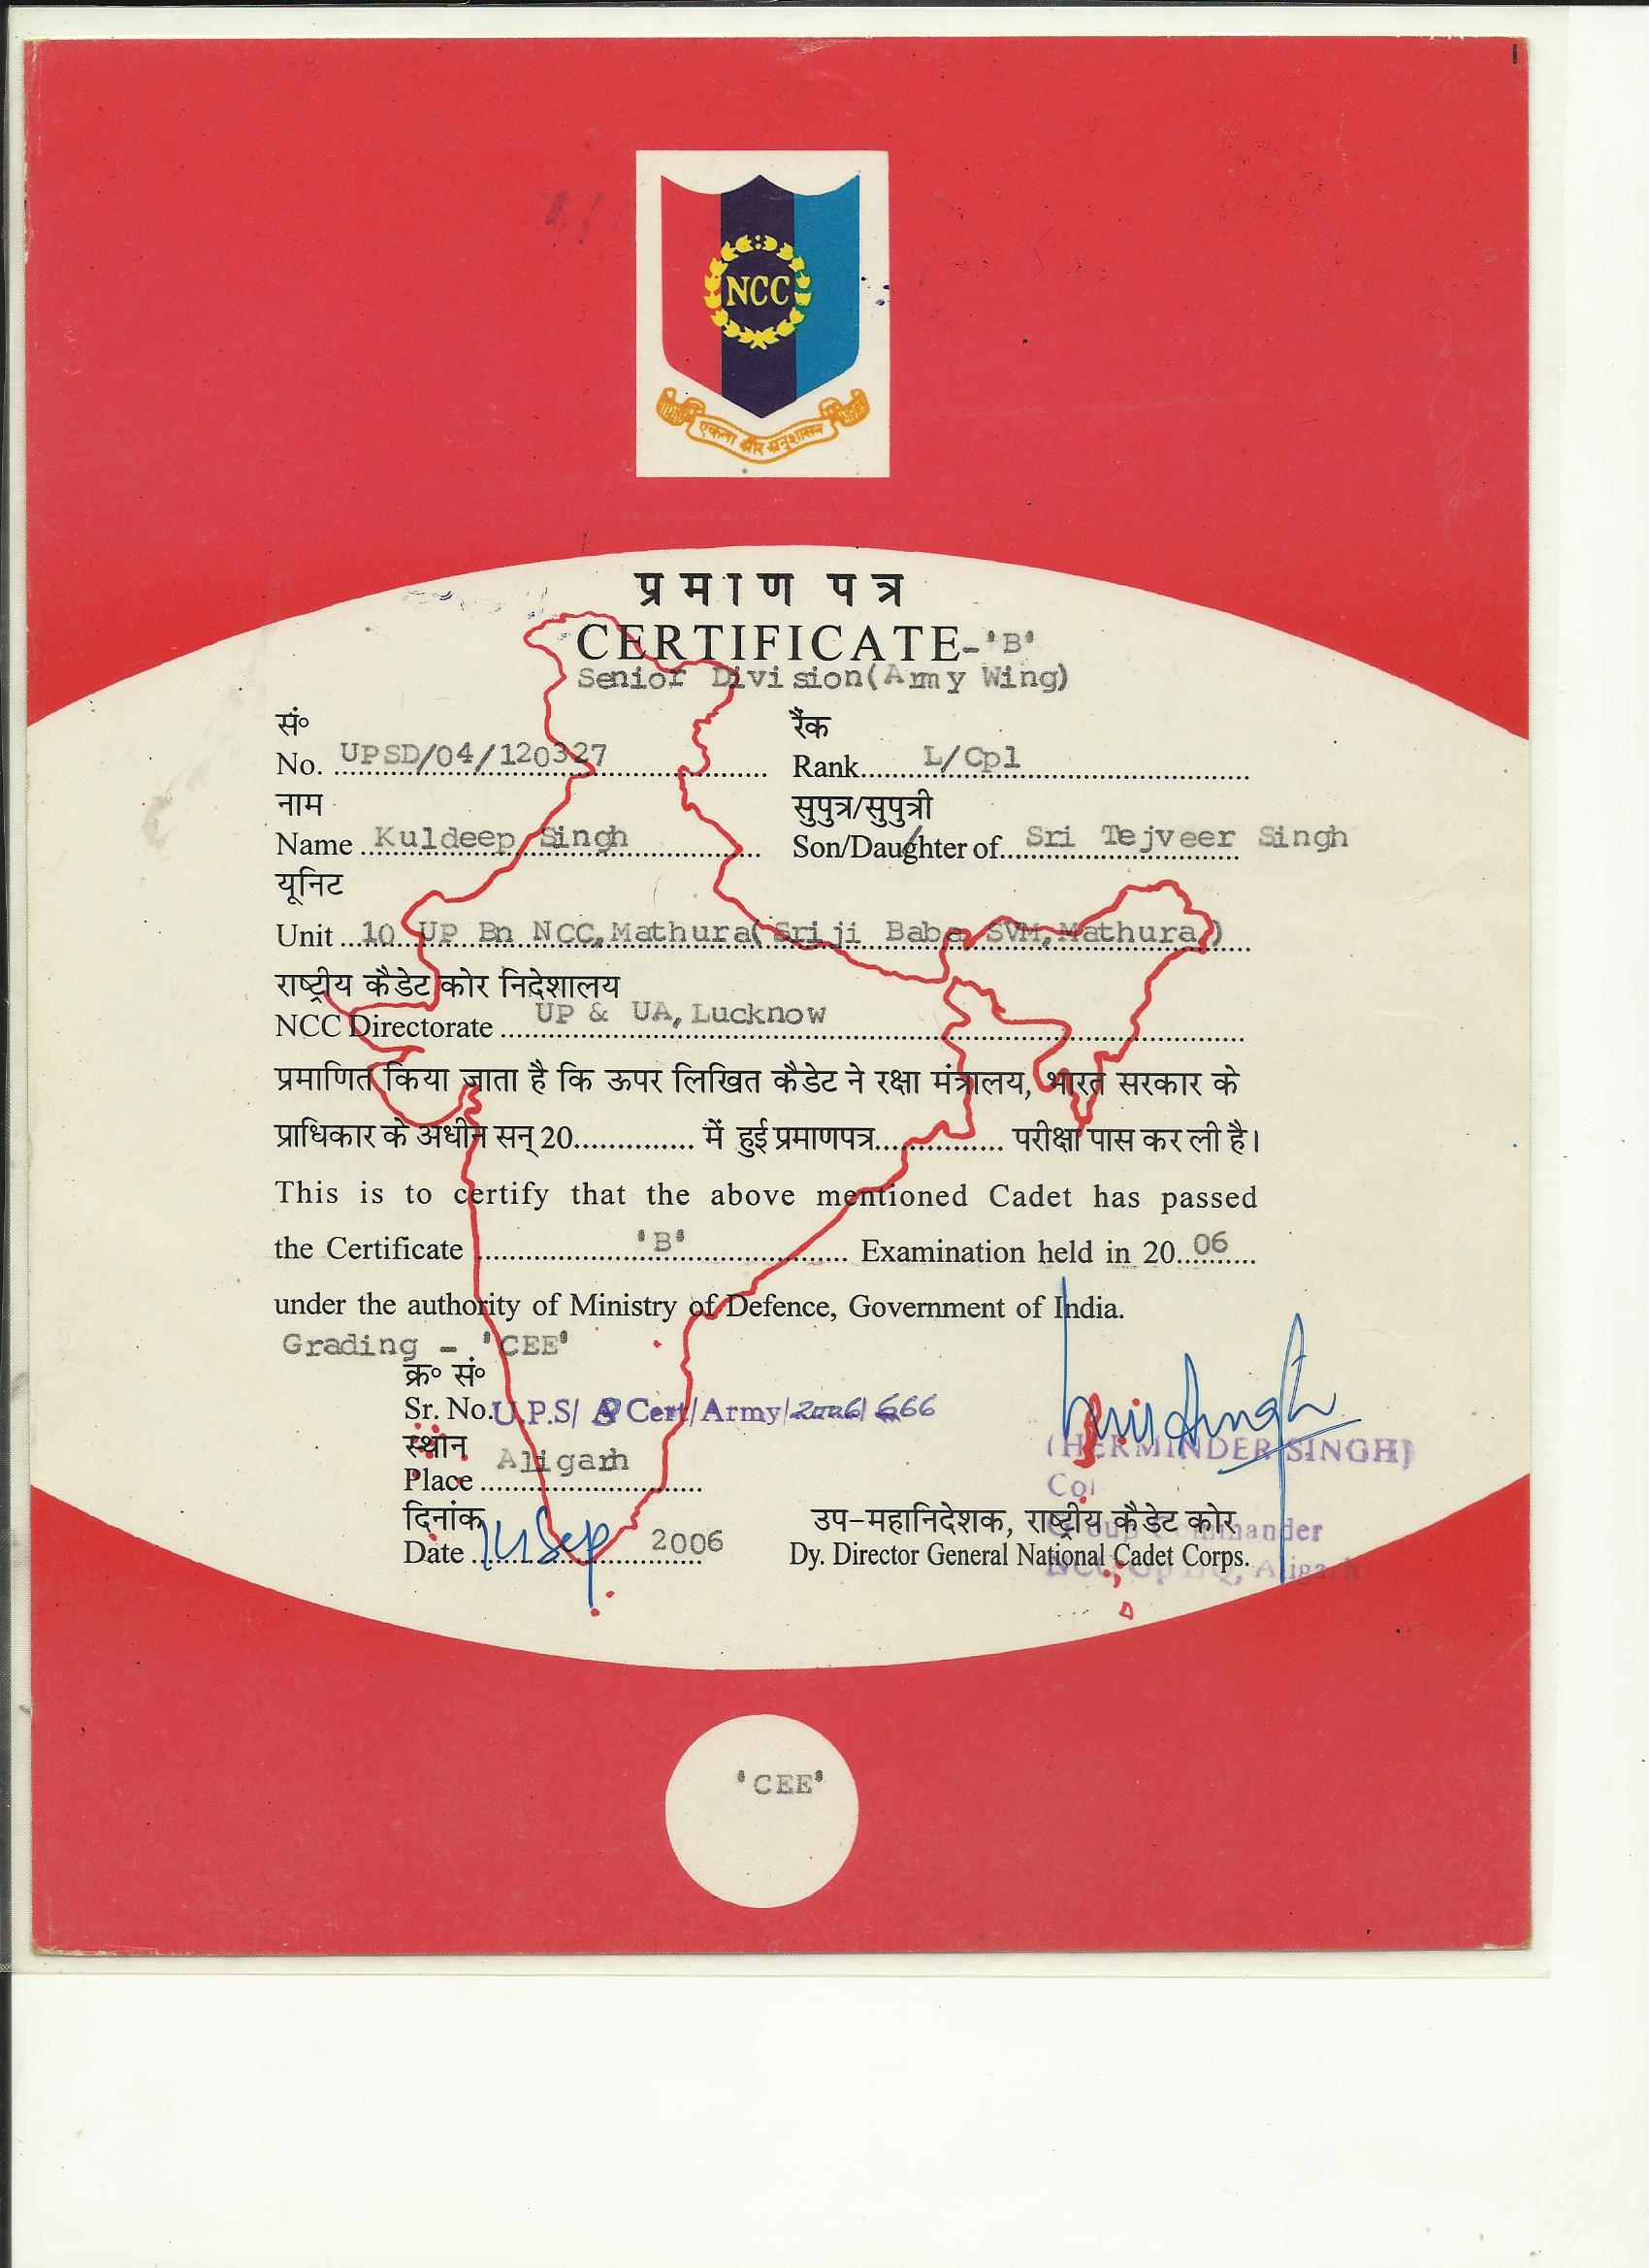 NCC
एकता और अनुशासन
प्रमाण पत्र
CERTIFICATE-'B'
Senior Division(Army Wing)
सं॰ रैंक
No. UPSD/04/120327 Rank L/Cpl
नाम सुपुत्र/सुपुत्री
Name Kuldeep Singh Son/Daughter of Sri Tejveer Singh
यूनिट
Unit 10 UP Bn NCC,Mathura(Sriji Baba SVM,Mathura)
राष्ट्रीय कैडेट कोर निदेशालय
NCC Directorate UP & UA,Lucknow
प्रमाणित किया जाता है कि ऊपर लिखित कैडेट ने रक्षा मंत्रालय, भारत सरकार के
प्राधिकार के अधीन सन् 20.............. में हुई प्रमाणपत्र............... परीक्षा पास कर ली है।
This is to certify that the above mentioned Cadet has passed
the Certificate 'B' Examination held in 20 06
under the authority of Ministry of Defence, Government of India.
Grading - 'CEE'
क्र॰ सं॰
Sr. No. U.P.S/ B Cert/Army/2006/666
(HERMINDER SINGH)
स्थान
Place Aligarh
Col
दिनांक उप-महानिदेशक, राष्ट्रीय कैडेट कोर
Group Commander
Date 14 Sep 2006 Dy. Director General National Cadet Corps.
NCC Gp HQ, Aligarh
'CEE'